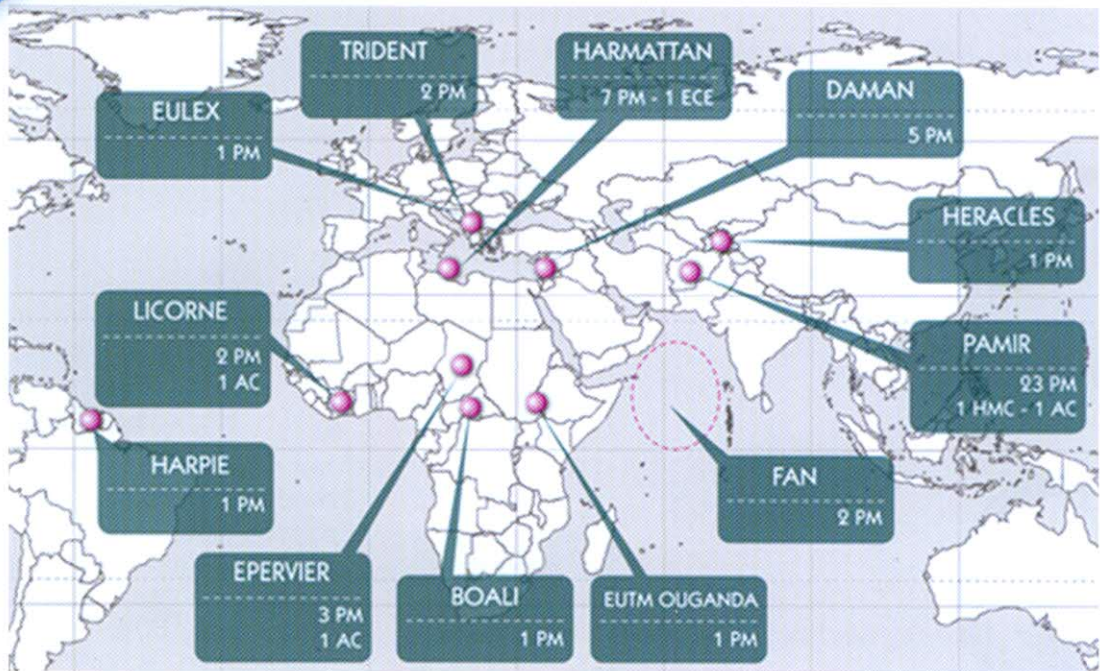 TRIDENT
2 PM
HARMATTAN
7 PM - 1 ECE
DAMAN
5 PM
EULEX
1 PM
HERACLES
1 PM
LICORNE
2 PM
1 AC
PAMIR
23 PM
1 HMC - 1 AC
HARPIE
1 PM
FAN
2 PM
EPERVIER
3 PM
1 AC
BOALI
1 PM
EUTM OUGANDA
1 PM